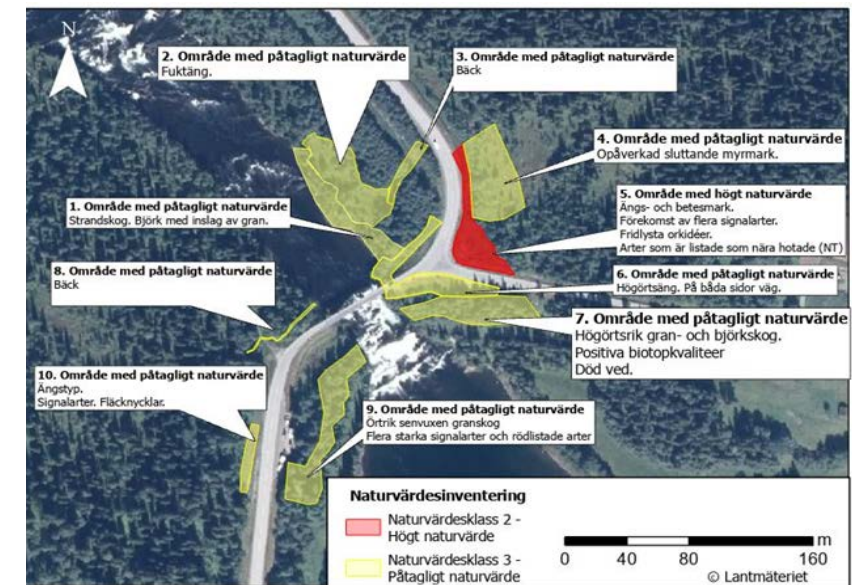 N
2. Område med påtagligt naturvärde
Fuktäng.
3. Område med påtagligt naturvärde
Bäck
4. Område med påtagligt naturvärde
Opåverkad sluttande myrmark.
1. Område med påtagligt naturvärde
Strandskog. Björk med inslag av gran.
5. Område med högt naturvärde
Ängs- och betesmark.
Förekomst av flera signalarter.
Fridlysta orkidéer.
Arter som är listade som nära hotade (NT)
8. Område med påtagligt naturvärde
Bäck
6. Område med påtagligt naturvärde
Högörtsäng. På båda sidor väg.
7. Område med påtagligt naturvärde
Högörtsrik gran- och björkskog.
Positiva biotopkvaliteer
Död ved.
10. Område med påtagligt naturvärde
Ängstyp.
Signalarter. Fläcknycklar.
9. Område med påtagligt naturvärde
Örtrik senvuxen granskog
Flera starka signalarter och rödlistade arter
Naturvärdesinventering
Naturvärdesklass 2 -
Högt naturvärde
Naturvärdesklass 3 -
Påtagligt naturvärde
m
0 40 80 160
© Lantmäteriet